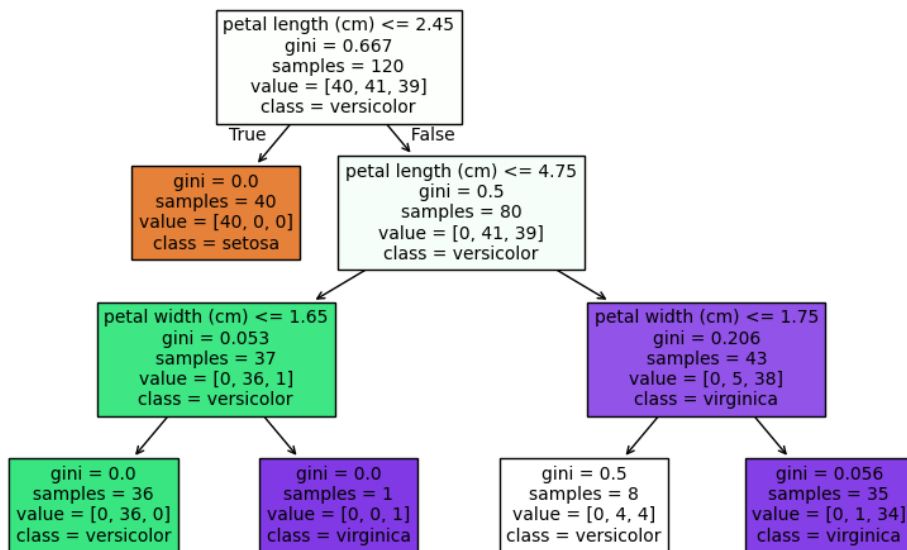 petal length (cm) <= 2.45
gini = 0.667
samples = 120
value = [40, 41, 39]
class = versicolor
True
False
gini = 0.0
samples = 40
value = [40, 0, 0]
class = setosa
petal length (cm) <= 4.75
gini = 0.5
samples = 80
value = [0, 41, 39]
class = versicolor
petal width (cm) <= 1.65
gini = 0.053
samples = 37
value = [0, 36, 1]
class = versicolor
petal width (cm) <= 1.75
gini = 0.206
samples = 43
value = [0, 5, 38]
class = virginica
gini = 0.0
samples = 36
value = [0, 36, 0]
class = versicolor
gini = 0.0
samples = 1
value = [0, 0, 1]
class = virginica
gini = 0.5
samples = 8
value = [0, 4, 4]
class = versicolor
gini = 0.056
samples = 35
value = [0, 1, 34]
class = virginica